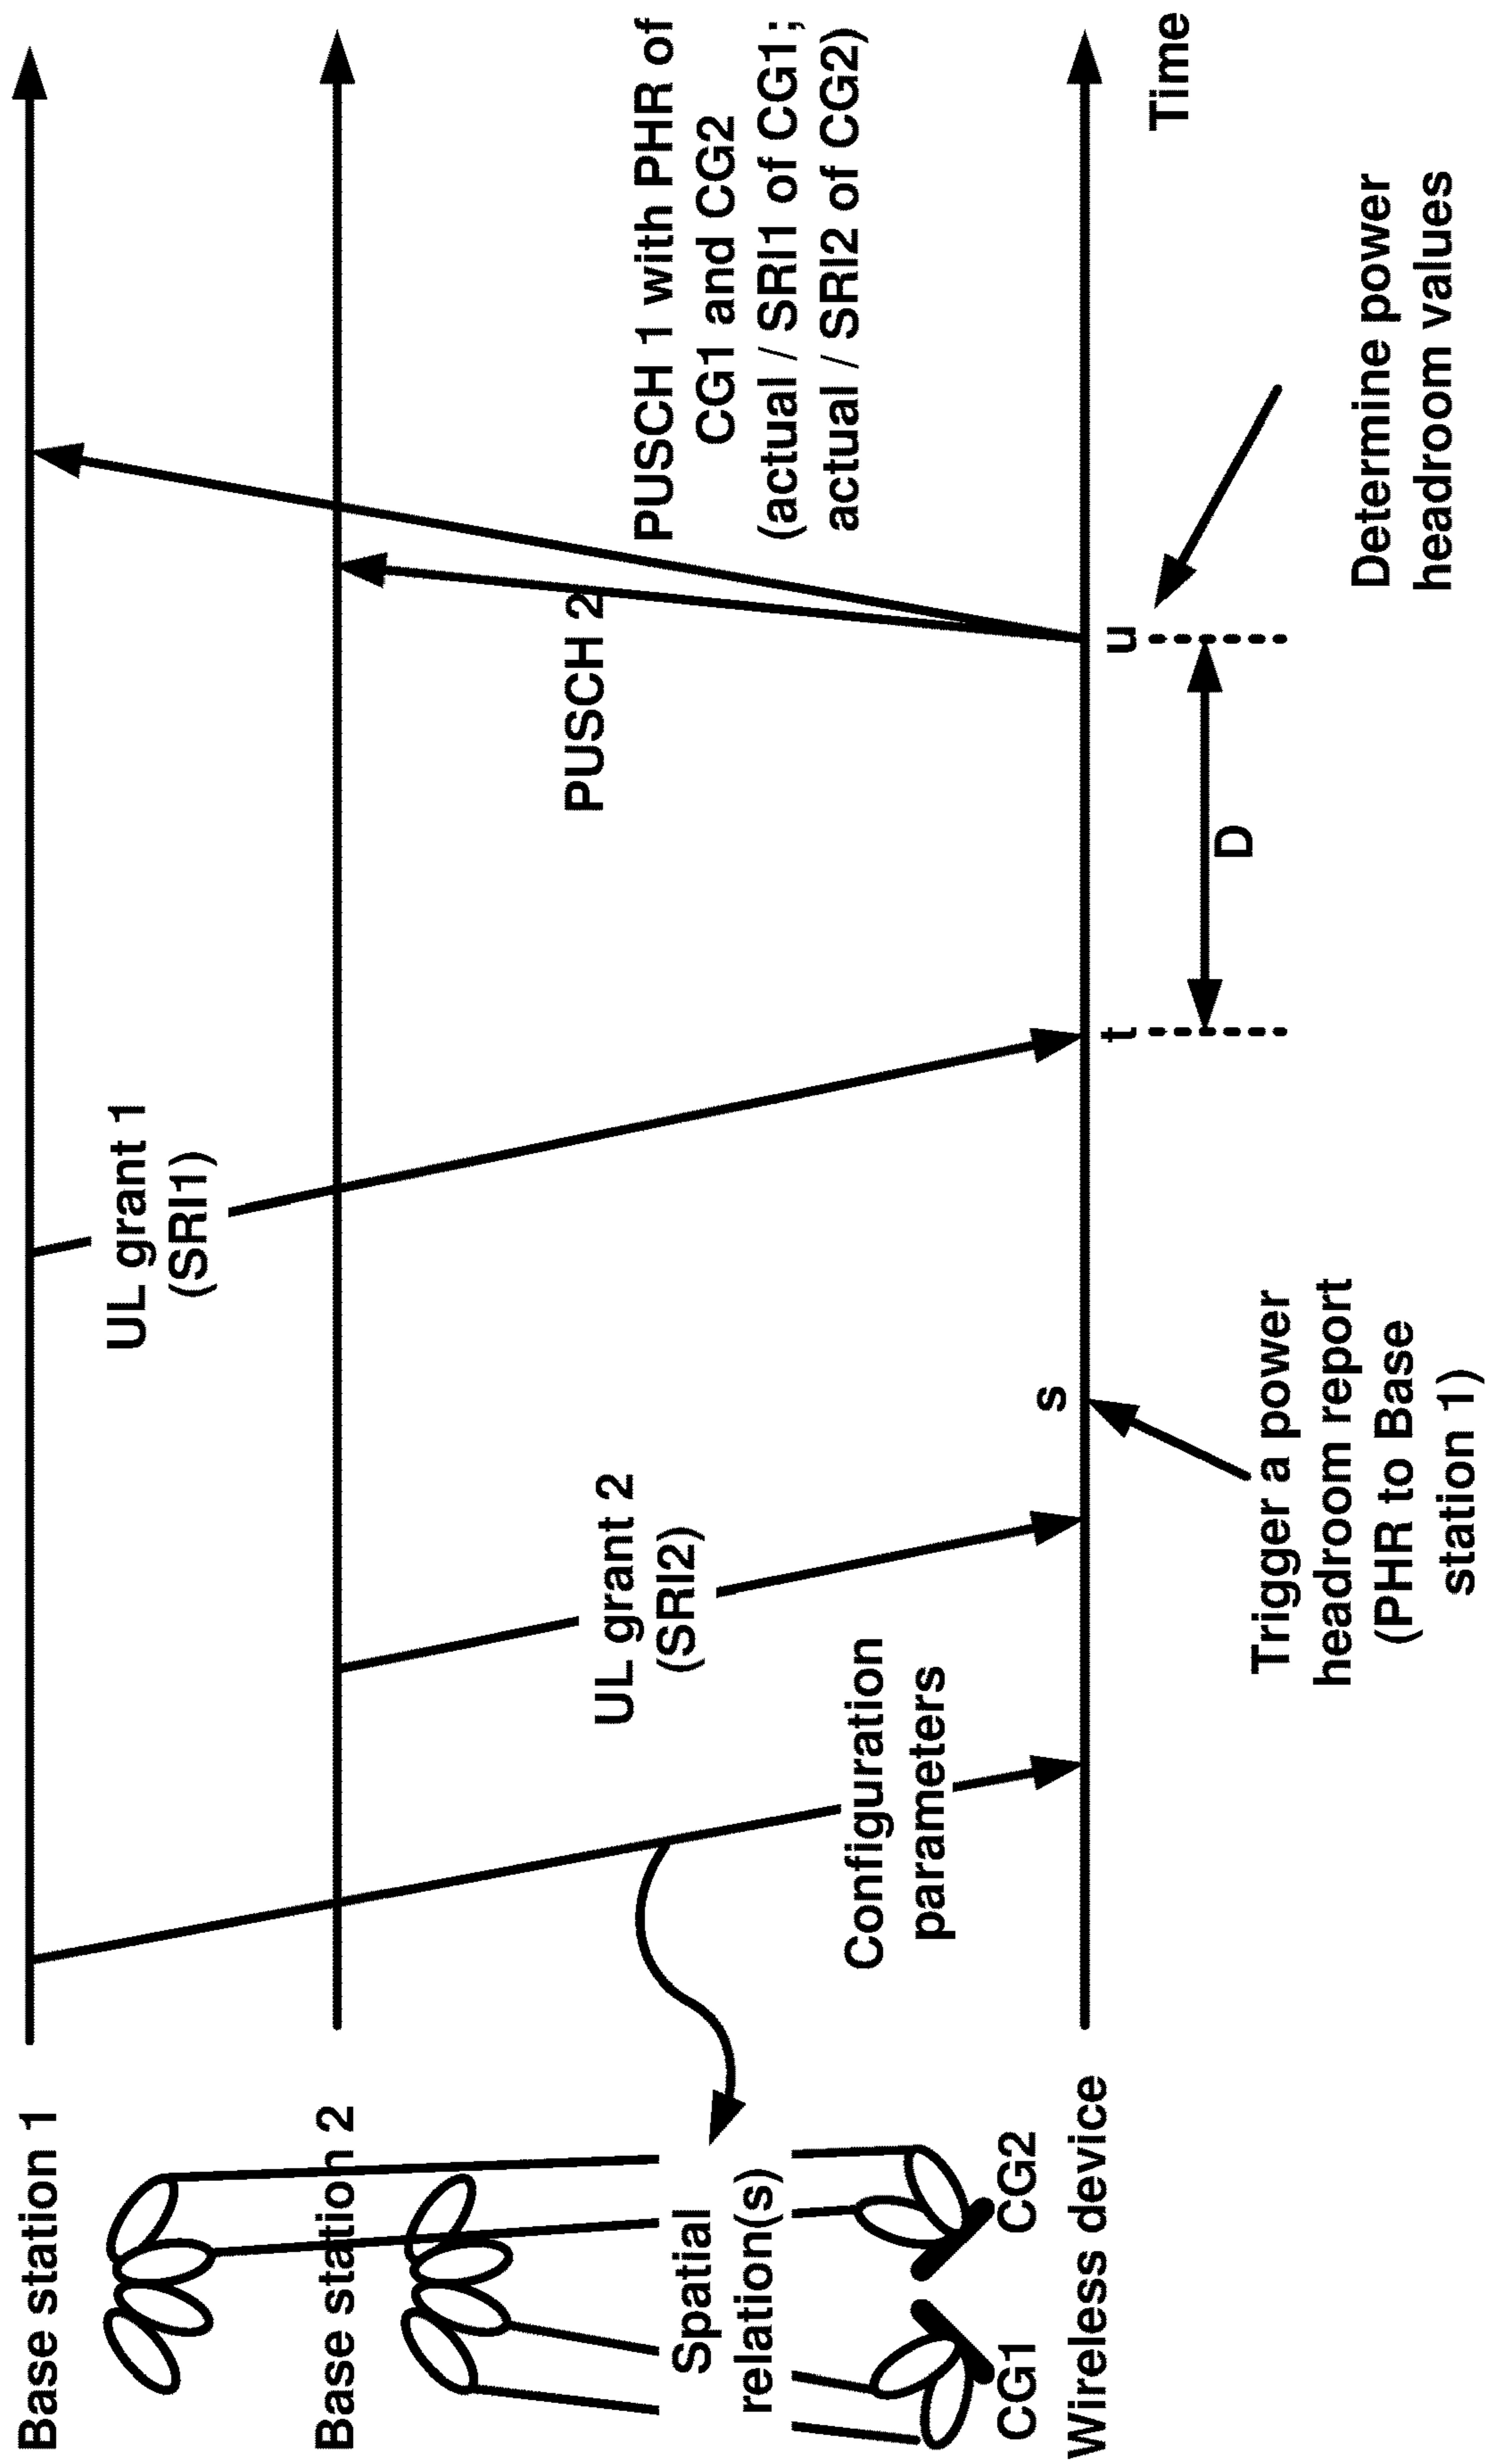 Base station 1
Base station 2
Spatial
relation(s)
CG1
CG2
Wireless device
Configuration
parameters
UL grant 2
(SRI2)
UL grant 1
(SRI1)
s
Trigger a power
headroom report
(PHR to Base
station 1)
t
D
u
PUSCH 2
PUSCH 1 with PHR of
CG1 and CG2
(actual / SRI1 of CG1;
actual / SRI2 of CG2)
Determine power
headroom values
Time